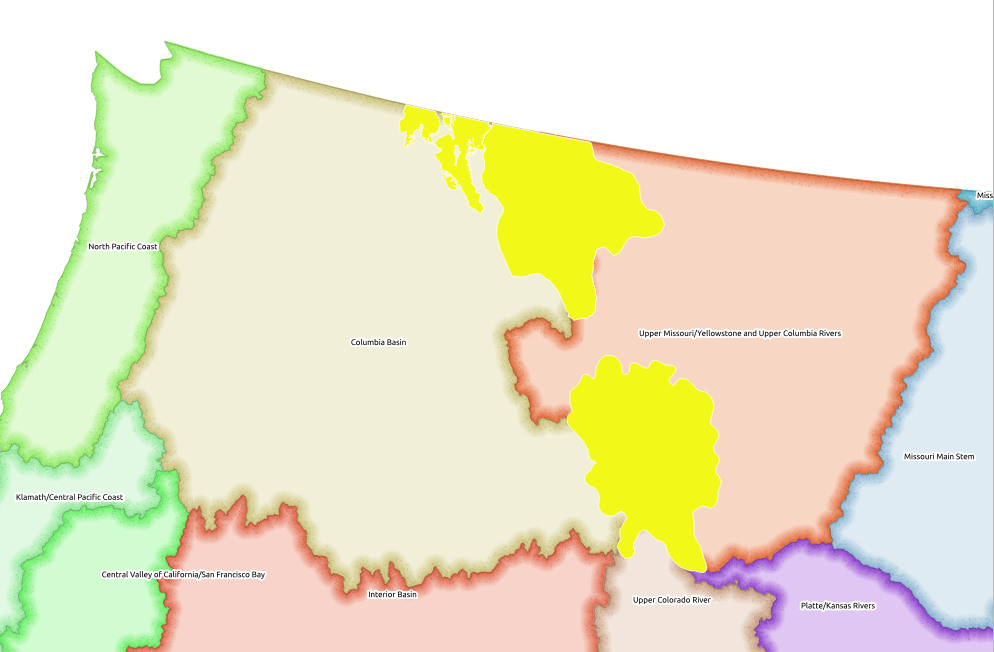 Miss
North Pacific Coast
Upper Missouri/Yellowstone and Upper Columbia Rivers
Columbia Basin
Missouri Main Stem
Klamath/Central Pacific Coast
Central Valley of California/San Francisco Bay
Interior Basin
Upper Colorado River
Platte/Kansas Rivers